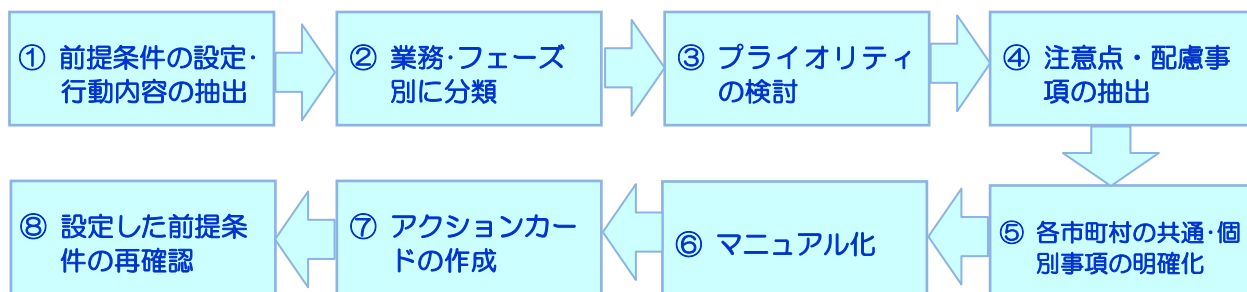 ① 前提条件の設定･
行動内容の抽出
② 業務･フェーズ
別に分類
③ プライオリティ
の検討
④ 注意点・配慮事
項の抽出
⑤ 各市町村の共通･個
別事項の明確化
⑥ マニュアル化
⑦ アクションカー
ドの作成
⑧ 設定した前提条
件の再確認